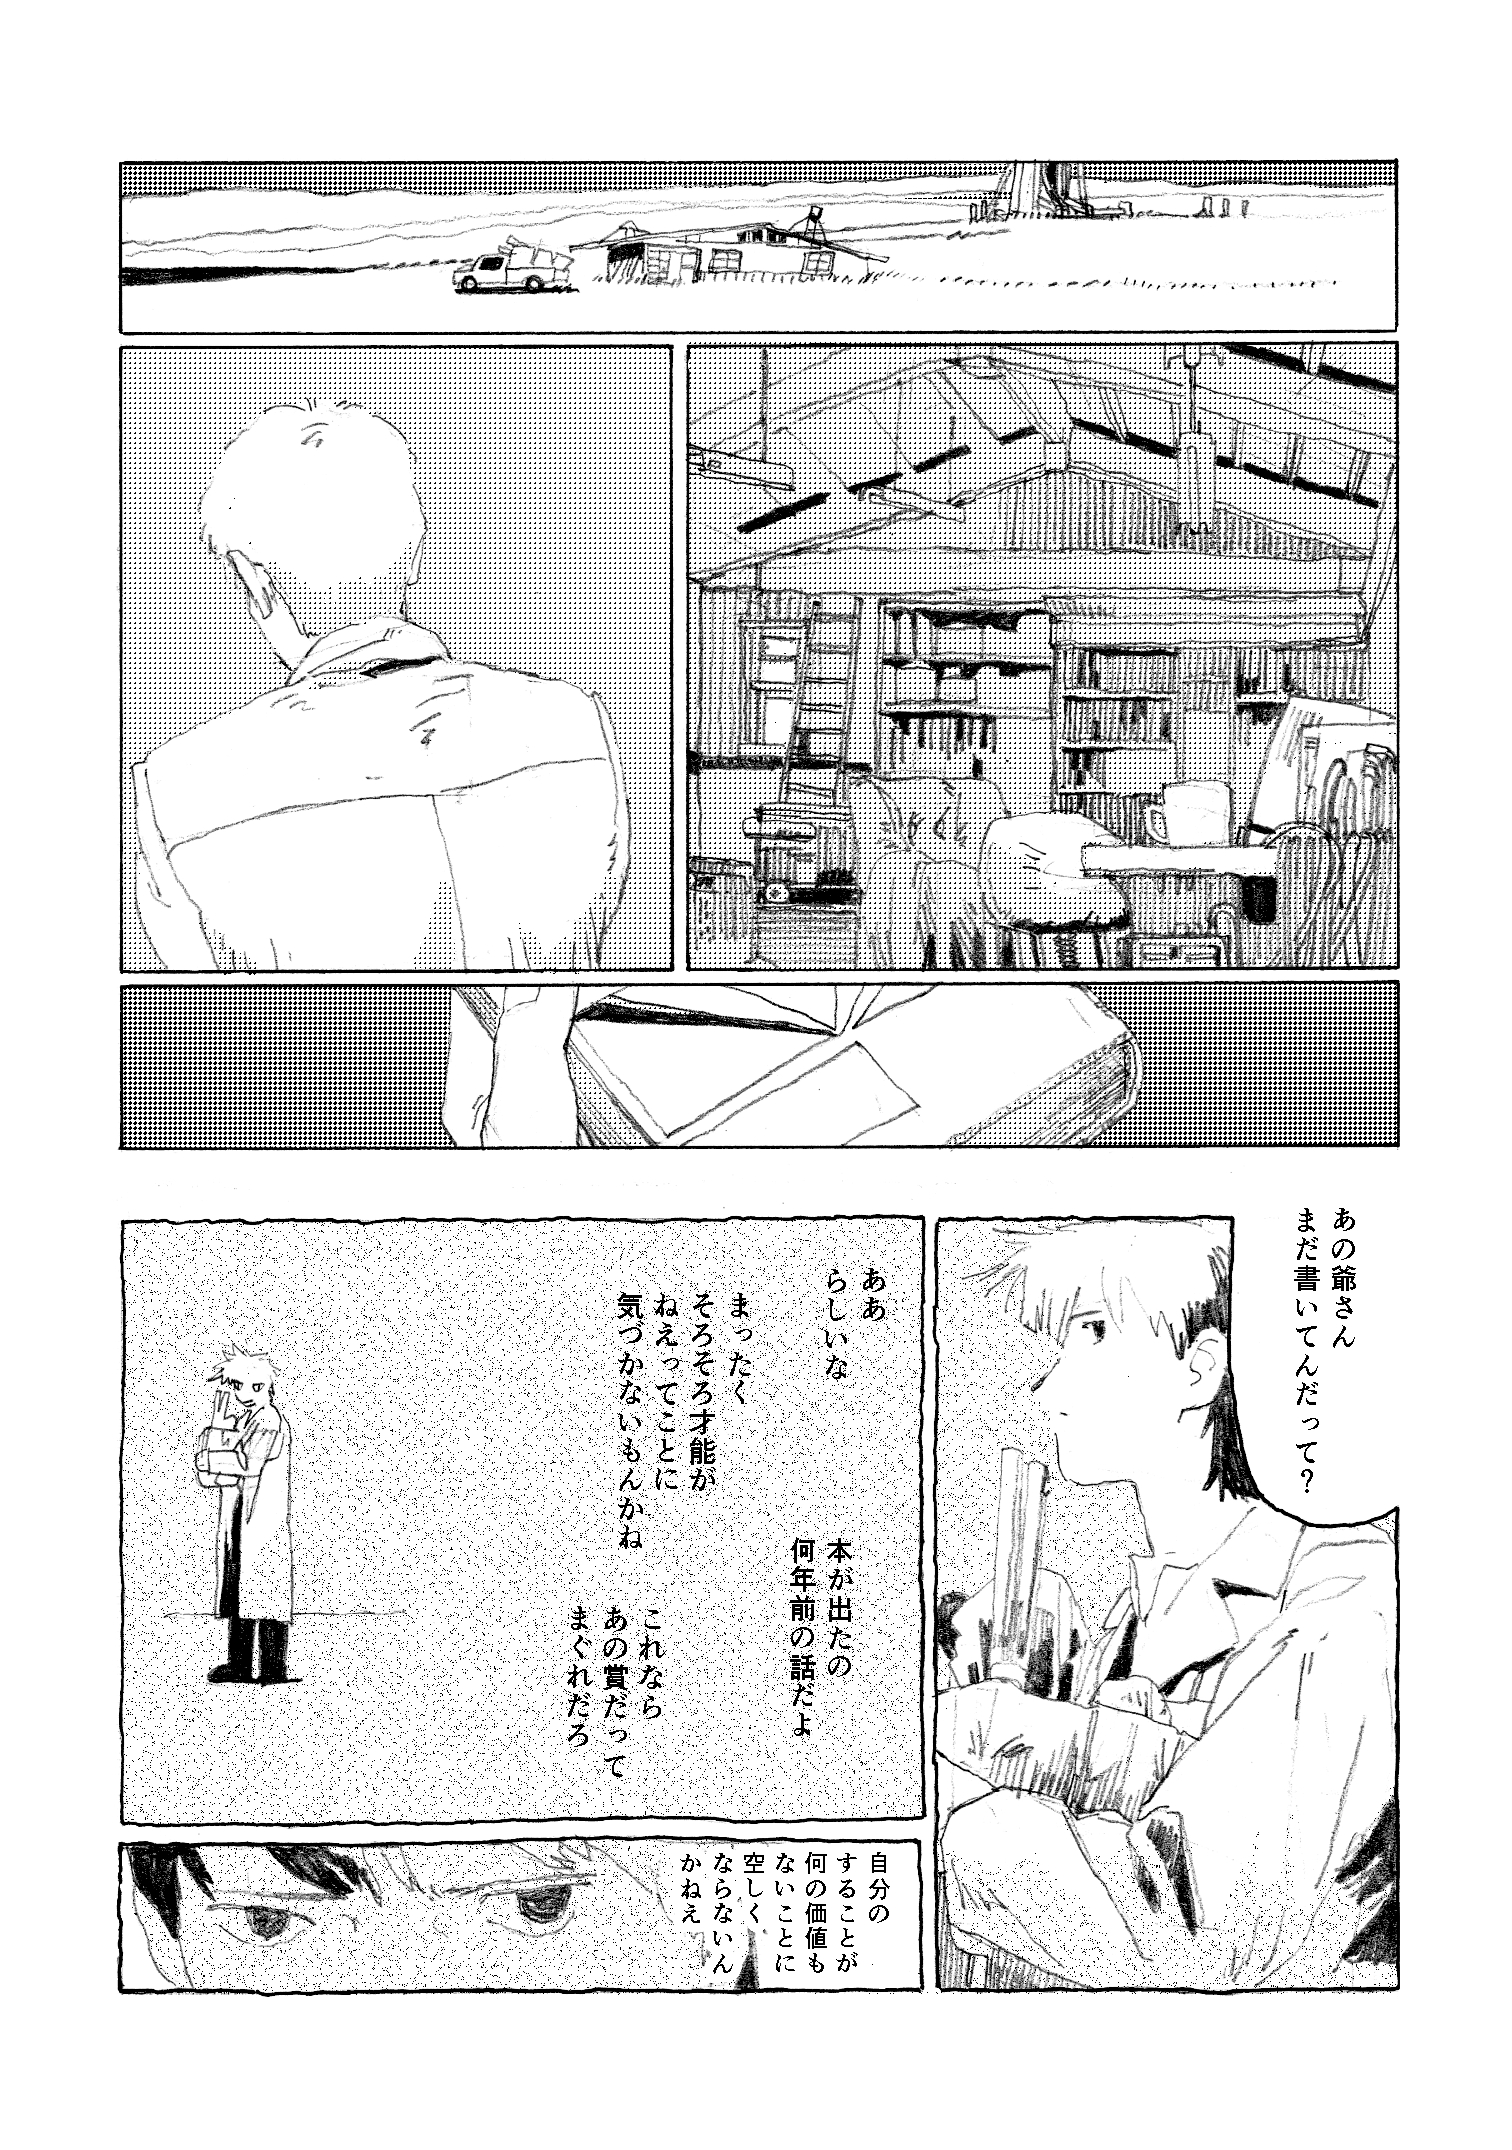 あの爺さん
まだ書いてんだって？
ああ
らしいな
本が出たの
何年前の話だよ
まったく
そろそろ才能が
ねえってことに
気づかないもんかね
これなら
あの賞だって
まぐれだろ
自分の
することが
何の価値も
ないことに
空しく
ならないん
かねえ